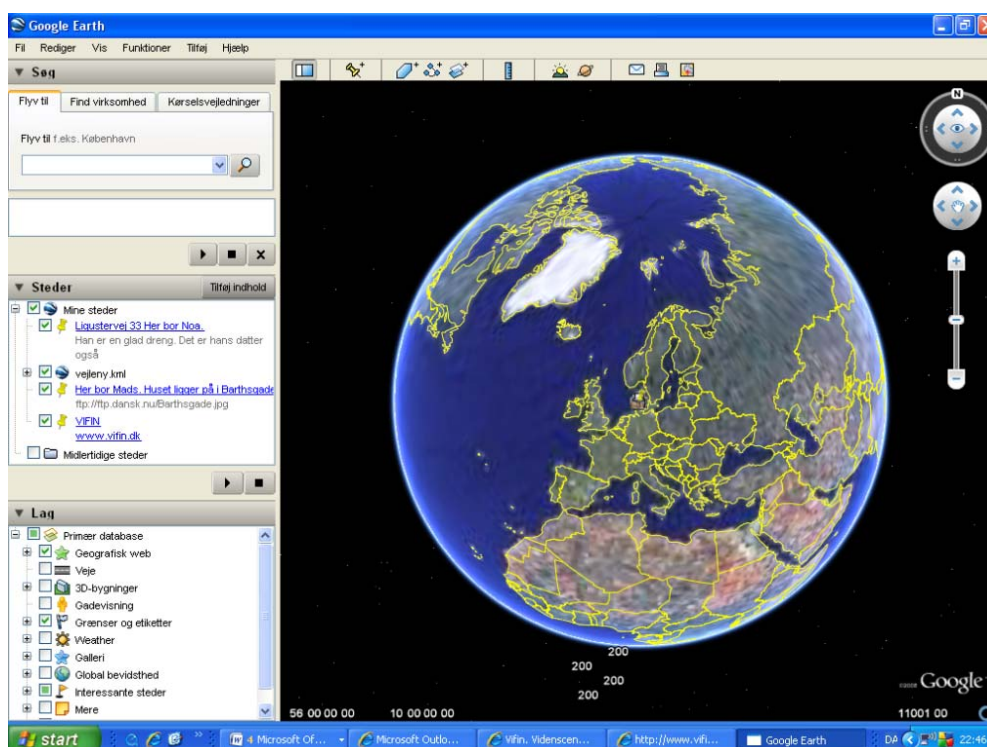 Google Earth
Fil Rediger Vis Funktioner Tilføj Hjælp
Søg
Flyv til Find virksomhed Kørselsvejledninger
Flyv til f.eks. København
Steder Tilføj indhold
Mine steder
Ligustervej 33 Her bor Noa.
Han er en glad dreng. Det er hans datter
også
vejleny.kml
Her bor Mads. Huset ligger på i Barthsgade
ftp://ftp.dansk.nu/Barthsgade.jpg
VIFIN
www.vifin.dk
Midlertidige steder
Lag
Primær database
Geografisk web
Veje
3D-bygninger
Gadevisning
Grænser og etiketter
Weather
Galleri
Global bevidsthed
Interessante steder
Mere
N
200
200
200
200
Google
56 00 00 00 10 00 00 00 11001 00
start 4 Microsoft Of... Microsoft Outlo... Vifin. Videnscen... http://www.vifi... Google Earth DA 22:46